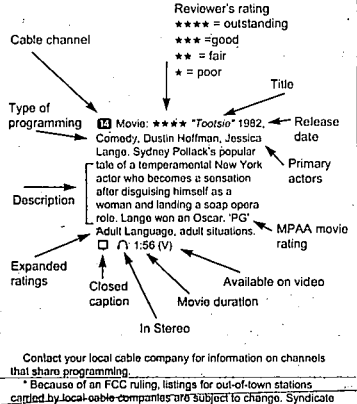 Reviewer's rating
★★★★ = outstanding
★★★ = good
★★ = fair
★ = poor
Cable channel
Title
Type of
programming
14 Movie: ★★★★ "Tootsie" 1982,
Release
date
Comedy, Dustin Hoffman, Jessica
Lange. Sydney Pollack's popular
Primary
actors
tale of a temperamental New York
actor who becomes a sensation
after disguising himself as a
woman and landing a soap opera
role. Lange won an Oscar. 'PG'
Description
MPAA movie
rating
Adult Language, adult situations.
1:56 (V)
Expanded
ratings
Available on video
Closed
caption
Movie duration
In Stereo
Contact your local cable company for information on channels
that share programming.
* Because of an FCC ruling, listings for out-of-town stations
carried by local cable companies are subject to change. Syndicate